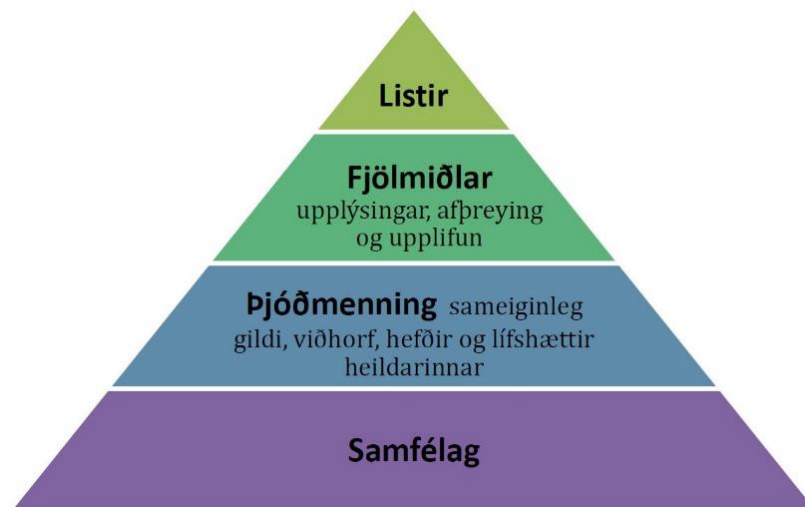 Listir
Fjölmiðlar
upplýsingar, afþreying
og upplifun
Þjóðmenning sameiginleg
gildi, viðhorf, hefðir og lífshættir
heildarinnar
Samfélag